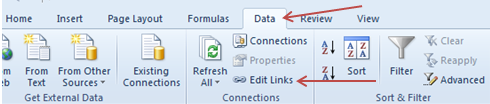 Home Insert Page Layout Formulas Data Review View
From Text
From Other Sources
Existing Connections
Get External Data
Refresh All
Connections
Properties
Edit Links
Connections
A Z
Z A
A Z
Z A
Sort
Filter
Clear
Reapply
Advanced
Sort & Filter